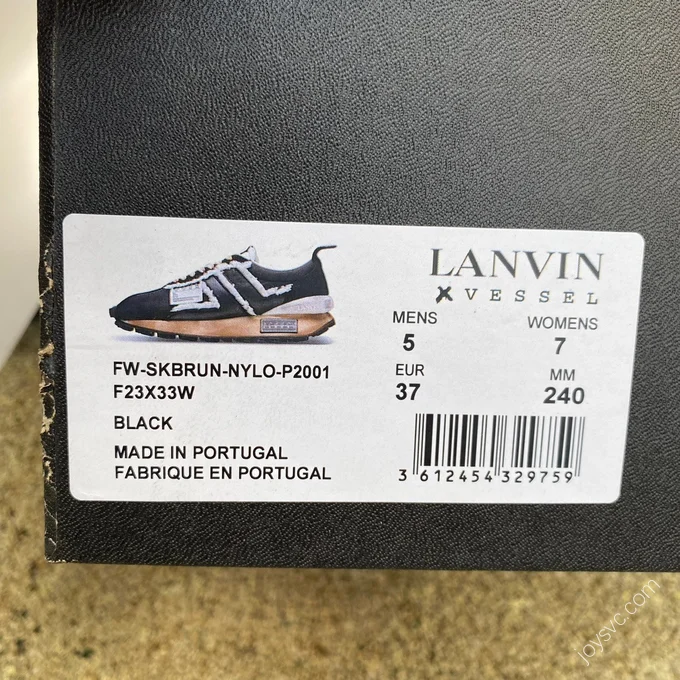 LANVIN
X VESSEL
MENS
5
WOMENS
7
EUR
37
MM
240
FW-SKBRUN-NYLO-P2001
F23X33W
BLACK
MADE IN PORTUGAL
FABRIQUE EN PORTUGAL
3 612454 329759
joysvc.com